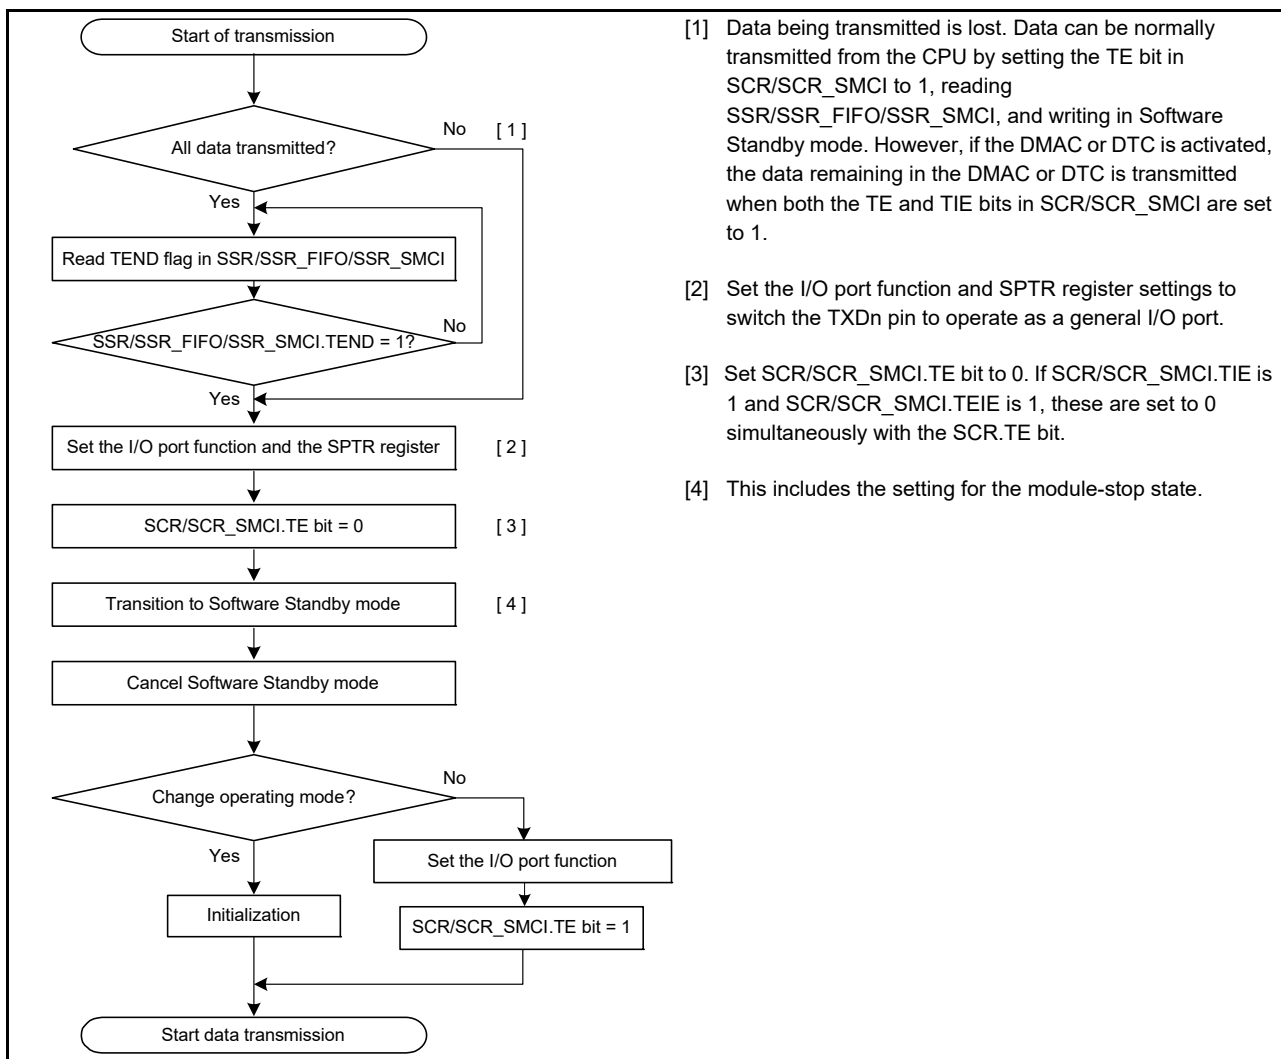 Start of transmission
All data transmitted?
No [ 1 ]
Yes
Read TEND flag in SSR/SSR_FIFO/SSR_SMCI
SSR/SSR_FIFO/SSR_SMCI.TEND = 1?
No
Yes
Set the I/O port function and the SPTR register [ 2 ]
SCR/SCR_SMCI.TE bit = 0 [ 3 ]
Transition to Software Standby mode [ 4 ]
Cancel Software Standby mode
Change operating mode?
No
Yes
Set the I/O port function
Initialization
SCR/SCR_SMCI.TE bit = 1
Start data transmission
[1] Data being transmitted is lost. Data can be normally
transmitted from the CPU by setting the TE bit in
SCR/SCR_SMCI to 1, reading
SSR/SSR_FIFO/SSR_SMCI, and writing in Software
Standby mode. However, if the DMAC or DTC is activated,
the data remaining in the DMAC or DTC is transmitted
when both the TE and TIE bits in SCR/SCR_SMCI are set
to 1.
[2] Set the I/O port function and SPTR register settings to
switch the TXDn pin to operate as a general I/O port.
[3] Set SCR/SCR_SMCI.TE bit to 0. If SCR/SCR_SMCI.TIE is
1 and SCR/SCR_SMCI.TEIE is 1, these are set to 0
simultaneously with the SCR.TE bit.
[4] This includes the setting for the module-stop state.